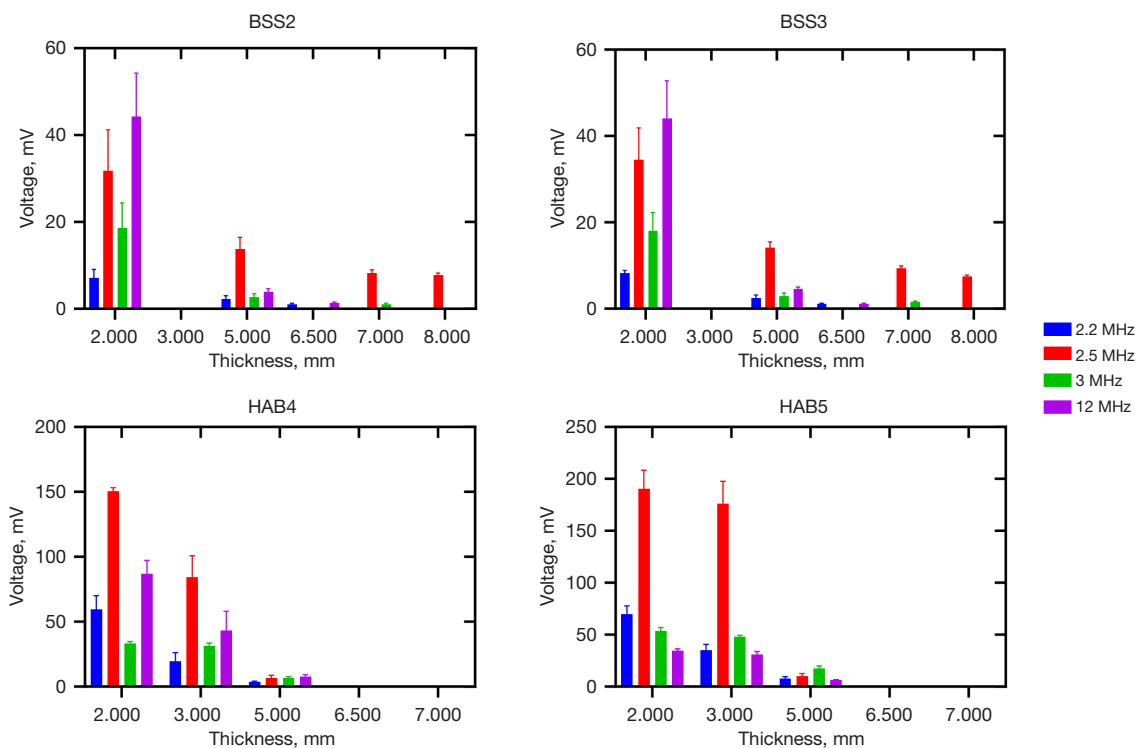 BSS2
60
40
20
0
Voltage, mV
2.000 3.000 5.000 6.500 7.000 8.000
Thickness, mm
BSS3
60
40
20
0
Voltage, mV
2.000 3.000 5.000 6.500 7.000 8.000
Thickness, mm
2.2 MHz
2.5 MHz
3 MHz
12 MHz
HAB4
200
150
100
50
0
Voltage, mV
2.000 3.000 5.000 6.500 7.000
Thickness, mm
HAB5
250
200
150
100
50
0
Voltage, mV
2.000 3.000 5.000 6.500 7.000
Thickness, mm